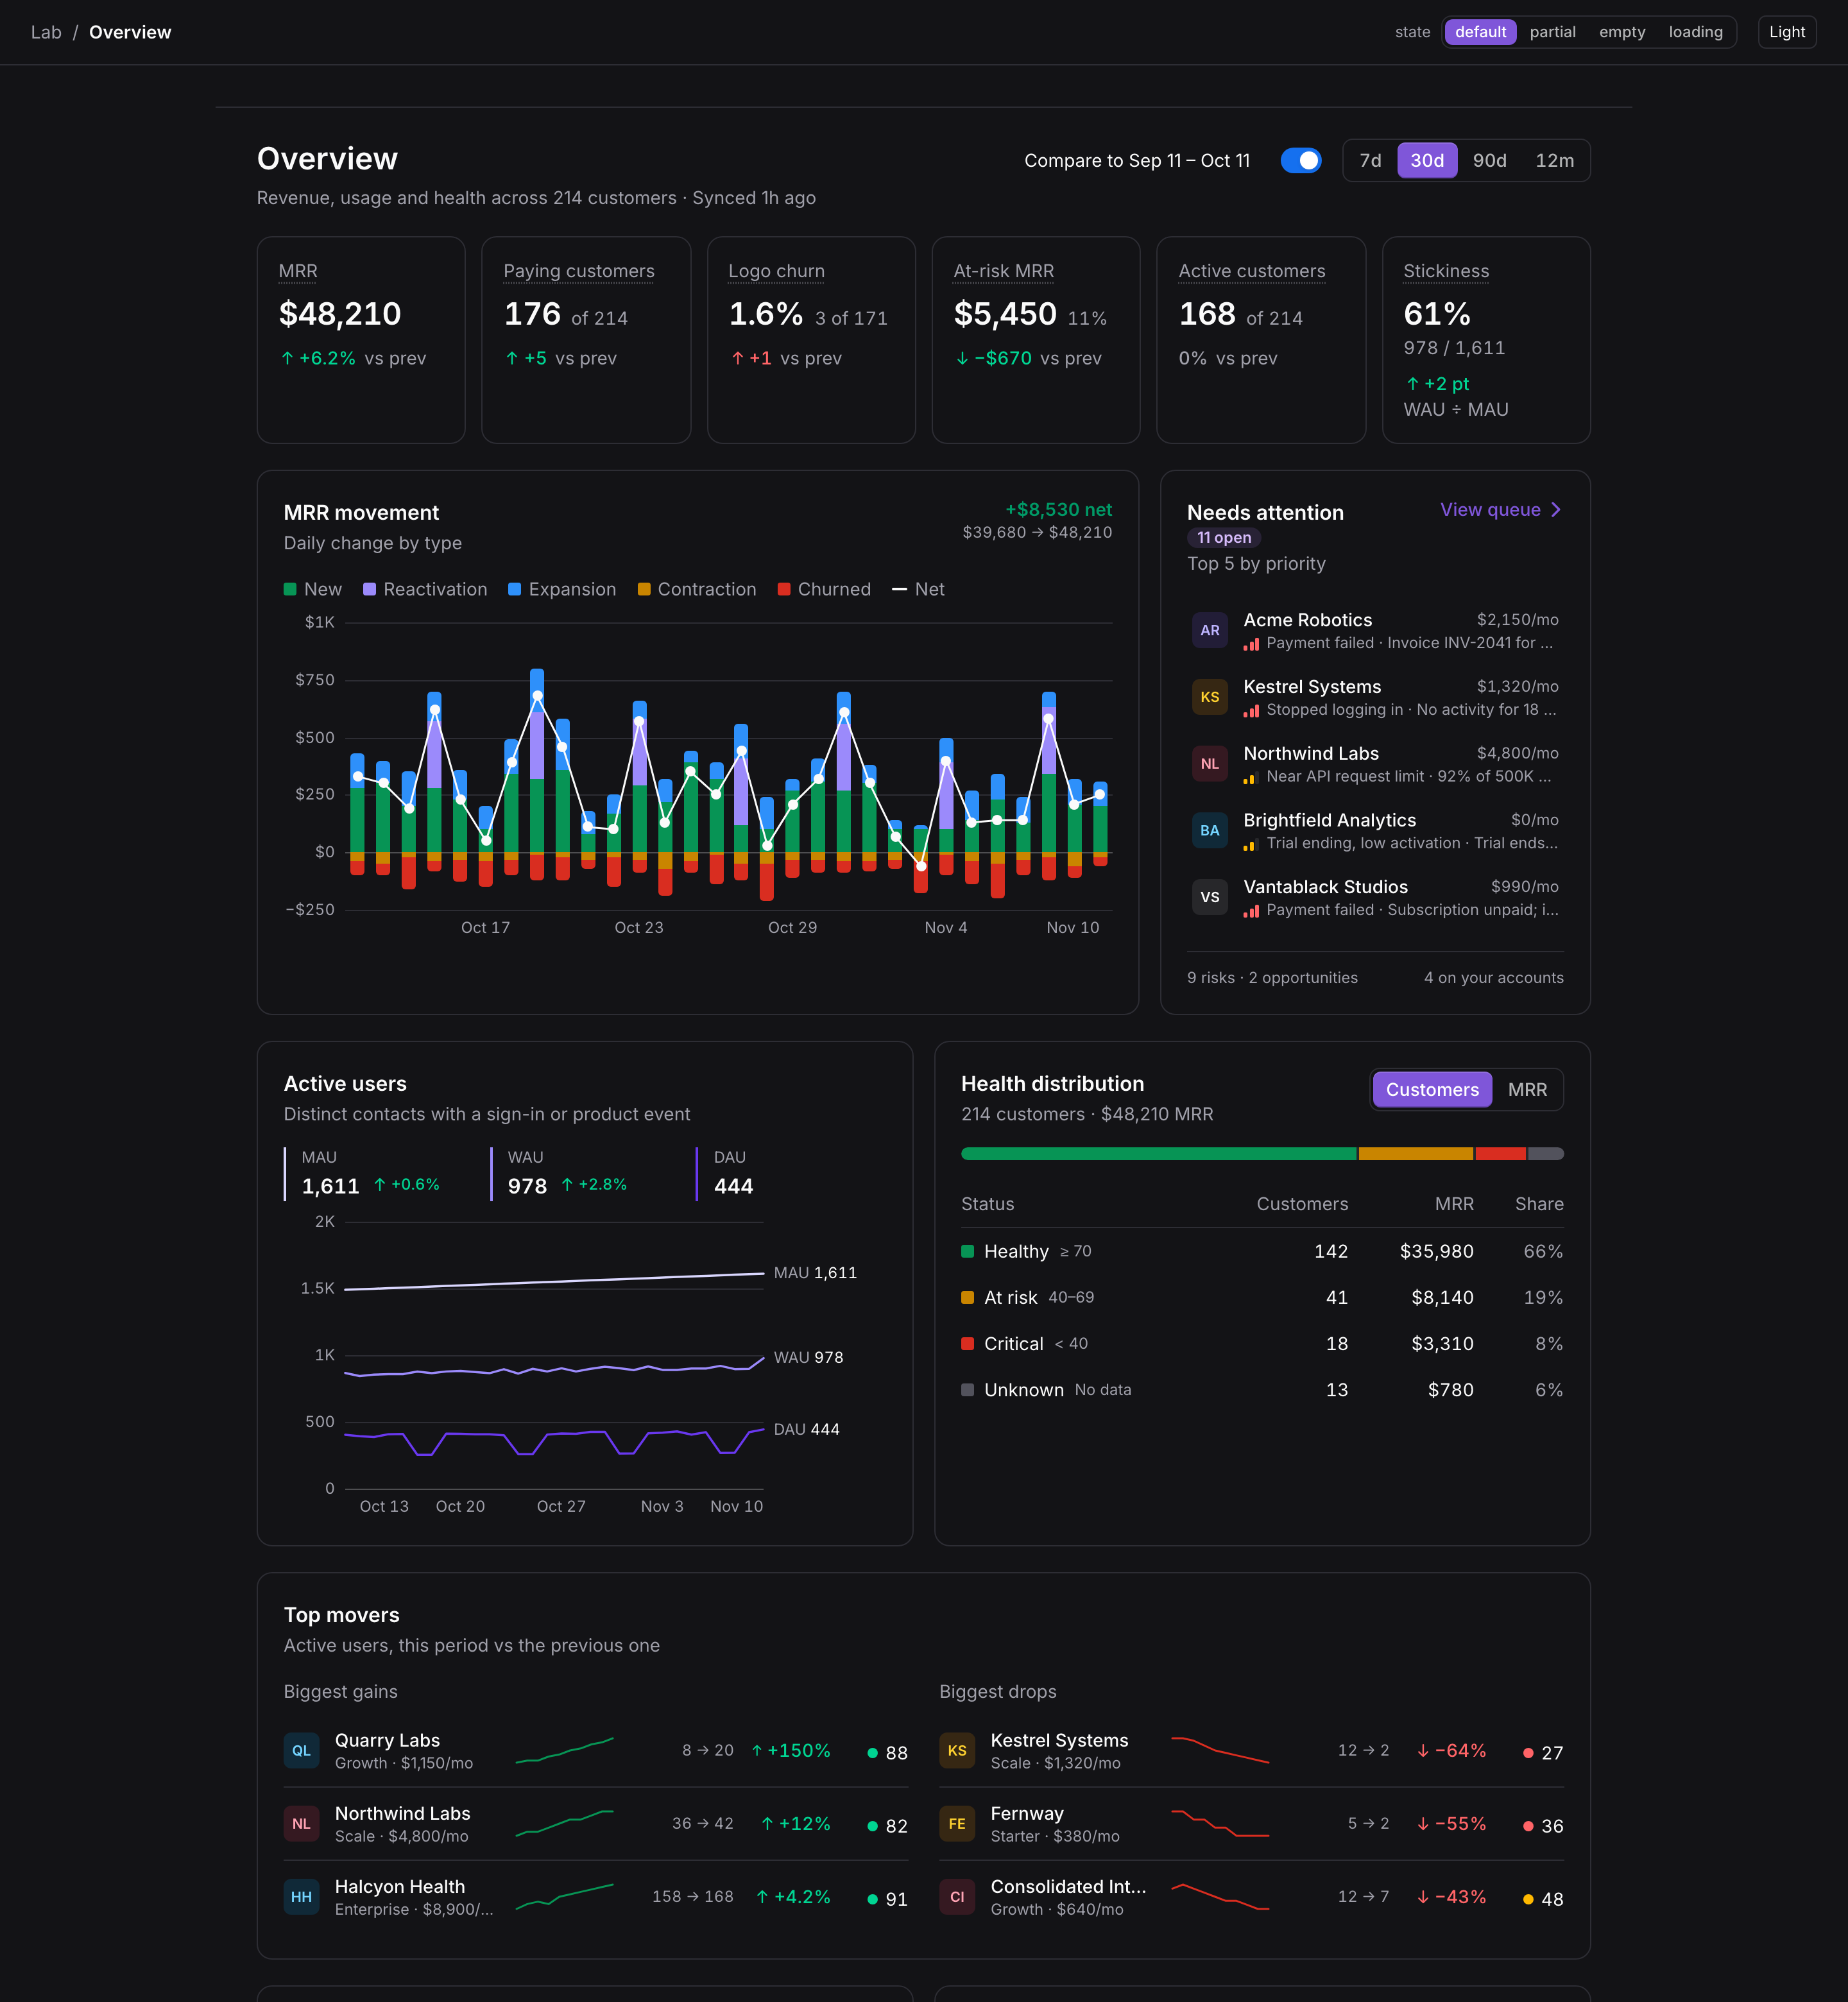 Lab / Overview
state default partial empty loading Light
Overview
Compare to Sep 11 – Oct 11
7d 30d 90d 12m
Revenue, usage and health across 214 customers · Synced 1h ago
MRR
$48,210
↑ +6.2% vs prev
Paying customers
176 of 214
↑ +5 vs prev
Logo churn
1.6% 3 of 171
↑ +1 vs prev
At-risk MRR
$5,450 11%
↓ −$670 vs prev
Active customers
168 of 214
0% vs prev
Stickiness
61%
978 / 1,611
↑ +2 pt
WAU ÷ MAU
MRR movement
Daily change by type
+$8,530 net
$39,680 → $48,210
New Reactivation Expansion Contraction Churned Net
$1K
$750
$500
$250
$0
−$250
Oct 17 Oct 23 Oct 29 Nov 4 Nov 10
Needs attention
11 open
Top 5 by priority
View queue
AR Acme Robotics $2,150/mo
Payment failed · Invoice INV-2041 for …
KS Kestrel Systems $1,320/mo
Stopped logging in · No activity for 18 …
NL Northwind Labs $4,800/mo
Near API request limit · 92% of 500K …
BA Brightfield Analytics $0/mo
Trial ending, low activation · Trial ends…
VS Vantablack Studios $990/mo
Payment failed · Subscription unpaid; i…
9 risks · 2 opportunities 4 on your accounts
Active users
Distinct contacts with a sign-in or product event
MAU
1,611 ↑ +0.6%
WAU
978 ↑ +2.8%
DAU
444
2K
1.5K
1K
500
0
MAU 1,611
WAU 978
DAU 444
Oct 13 Oct 20 Oct 27 Nov 3 Nov 10
Health distribution
214 customers · $48,210 MRR
Customers MRR
Status Customers MRR Share
Healthy ≥ 70 142 $35,980 66%
At risk 40–69 41 $8,140 19%
Critical < 40 18 $3,310 8%
Unknown No data 13 $780 6%
Top movers
Active users, this period vs the previous one
Biggest gains
QL Quarry Labs 8 → 20 ↑ +150% 88
Growth · $1,150/mo
NL Northwind Labs 36 → 42 ↑ +12% 82
Scale · $4,800/mo
HH Halcyon Health 158 → 168 ↑ +4.2% 91
Enterprise · $8,900/…
Biggest drops
KS Kestrel Systems 12 → 2 ↓ −64% 27
Scale · $1,320/mo
FE Fernway 5 → 2 ↓ −55% 36
Starter · $380/mo
CI Consolidated Int… 12 → 7 ↓ −43% 48
Growth · $640/mo